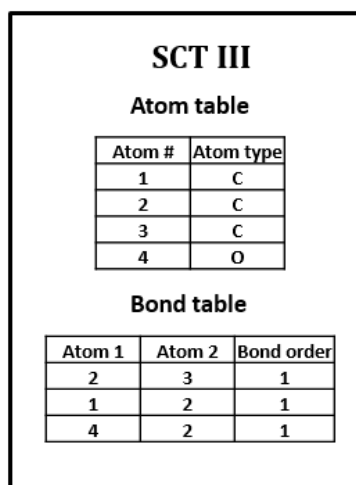 SCT III
Atom table
Atom # Atom type
1 C
2 C
3 C
4 O
Bond table
Atom 1 Atom 2 Bond order
2 3 1
1 2 1
4 2 1